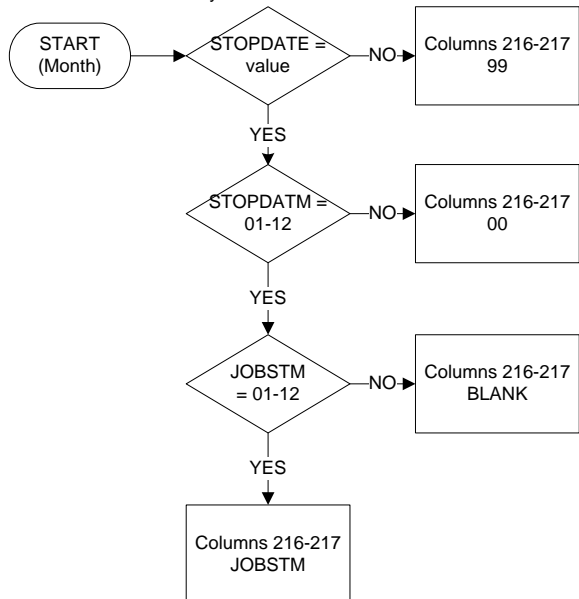 START
(Month)
STOPDATE =
value
NO
Columns 216-217
99
YES
STOPDATM =
01-12
NO
Columns 216-217
00
YES
JOBSTM
= 01-12
NO
Columns 216-217
BLANK
YES
Columns 216-217
JOBSTM